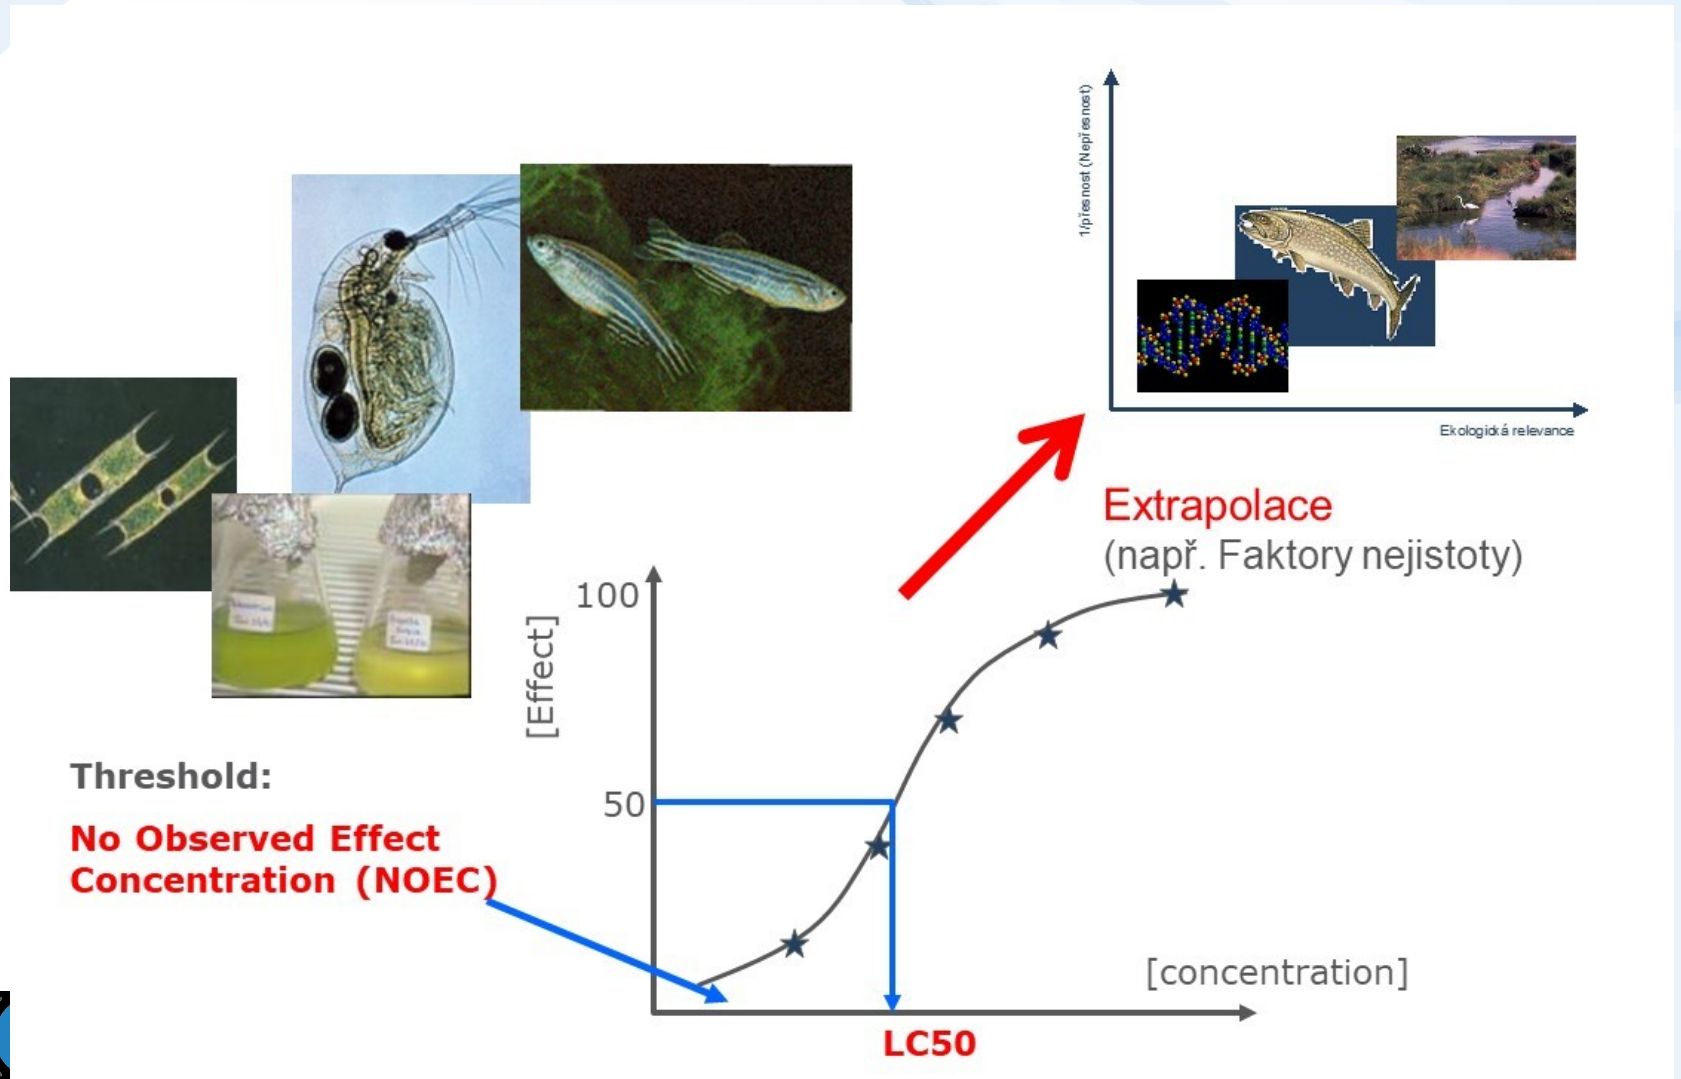 1/přesnost (Nepřesnost)
Ekologická relevance
Extrapolace
(např. Faktory nejistoty)
100
[Effect]
50
Threshold:
No Observed Effect
Concentration (NOEC)
[concentration]
LC50